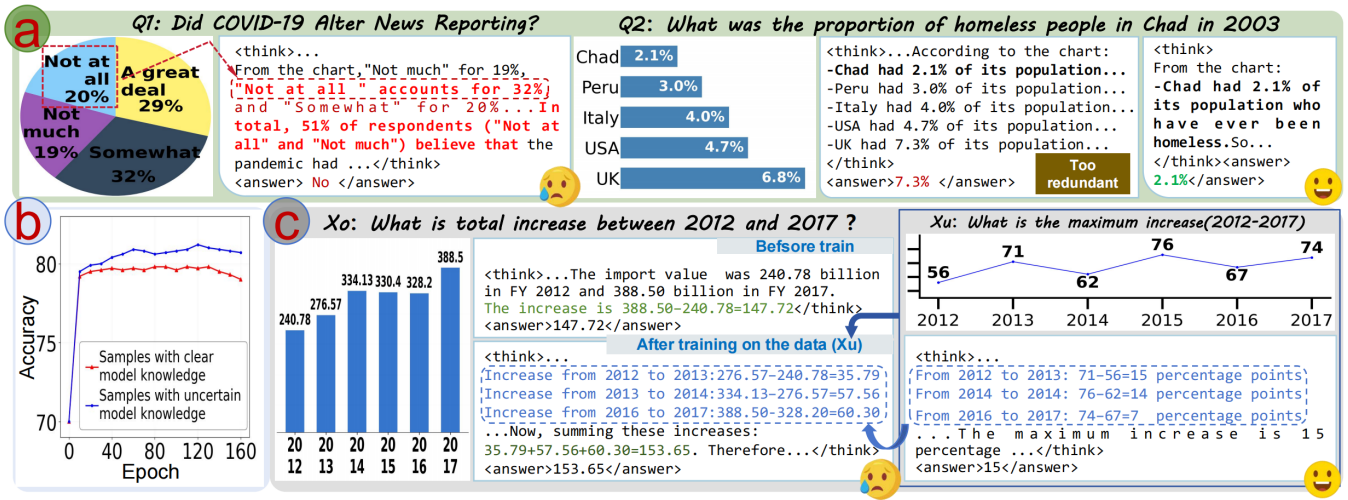 a
Q1: Did COVID-19 Alter News Reporting?
Not at
all
20%
A great
deal
29%
Not
much
19%
Somewhat
32%
<think>...
From the chart,"Not much" for 19%,
"Not at all " accounts for 32%
and "Somewhat" for 20%...In
total, 51% of respondents ("Not at
all" and "Not much") believe that the
pandemic had ...</think>
<answer> No </answer>
Q2: What was the proportion of homeless people in Chad in 2003
Chad 2.1%
Peru 3.0%
Italy 4.0%
USA 4.7%
UK 6.8%
<think>...According to the chart:
-Chad had 2.1% of its population...
-Peru had 3.0% of its population...
-Italy had 4.0% of its population...
-USA had 4.7% of its population...
-UK had 7.3% of its population...
</think>
<answer>7.3% </answer>
Too
redundant
<think>
From the chart:
-Chad had 2.1% of
its population who
have ever been
homeless.So...
</think><answer>
2.1%</answer>
b
Accuracy
80
70
0 40 80 120 160
Epoch
Samples with clear
model knowledge
Samples with uncertain
model knowledge
c
Xo: What is total increase between 2012 and 2017 ?
240.78
276.57
334.13
330.4
328.2
388.5
20 20 20 20 20 20
12 13 14 15 16 17
Befsore train
<think>...The import value was 240.78 billion
in FY 2012 and 388.50 billion in FY 2017.
The increase is 388.50-240.78=147.72</think>
<answer>147.72</answer>
After training on the data (Xu)
<think>...
Increase from 2012 to 2013:276.57-240.78=35.79
Increase from 2013 to 2014:334.13-276.57=57.56
Increase from 2016 to 2017:388.50-328.20=60.30
...Now, summing these increases:
35.79+57.56+60.30=153.65. Therefore...</think>
<answer>153.65</answer>
Xu: What is the maximum increase(2012-2017)
56
71
62
76
67
74
2012 2013 2014 2015 2016 2017
<think>...
From 2012 to 2013: 71-56=15 percentage points
From 2014 to 2014: 76-62=14 percentage points
From 2016 to 2017: 74-67=7 percentage points
...The maximum increase is 15
percentage ...</think>
<answer>15</answer>